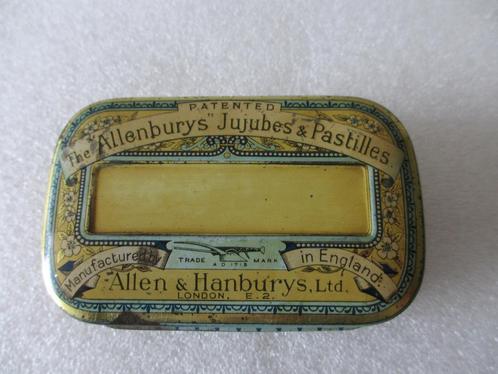 PATENTED
The "Allenburys" Jujubes & Pastilles.
Manufactured by TRADE MARK in England.
Allen & Hanburys, Ltd.
LONDON, E.2.